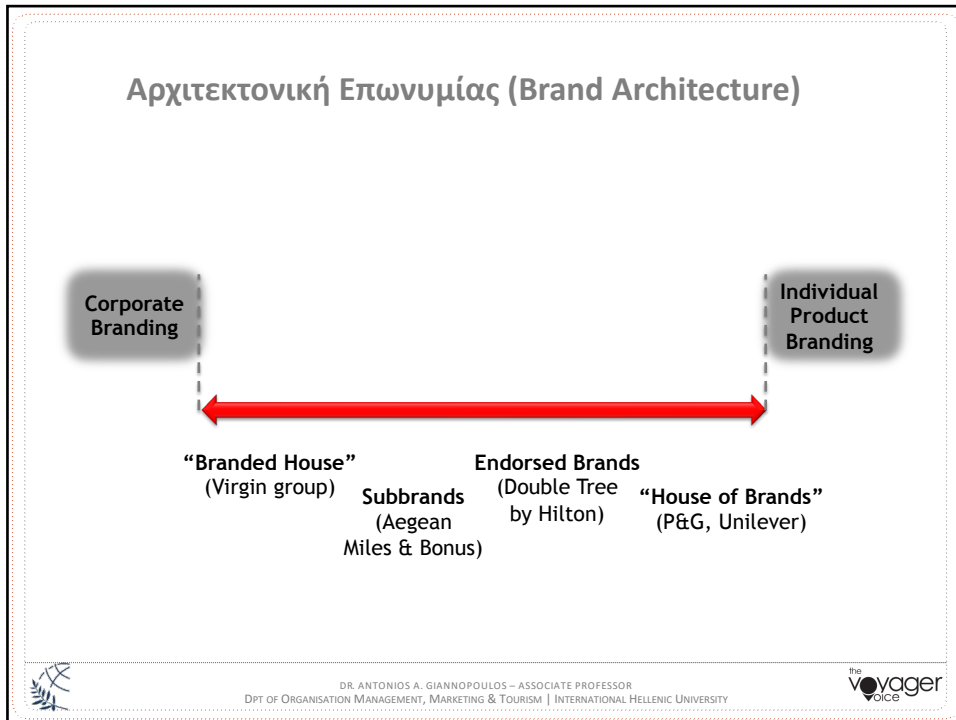 Αρχιτεκτονική Επωνυμίας (Brand Architecture)
Corporate
Branding
Individual
Product
Branding
“Branded House”
(Virgin group)
Subbrands
(Aegean
Miles & Bonus)
Endorsed Brands
(Double Tree
by Hilton)
“House of Brands”
(P&G, Unilever)
DR. ANTONIOS A. GIANNOPOULOS – ASSOCIATE PROFESSOR
DPT OF ORGANISATION MANAGEMENT, MARKETING & TOURISM | INTERNATIONAL HELLENIC UNIVERSITY
the
voyager
voice